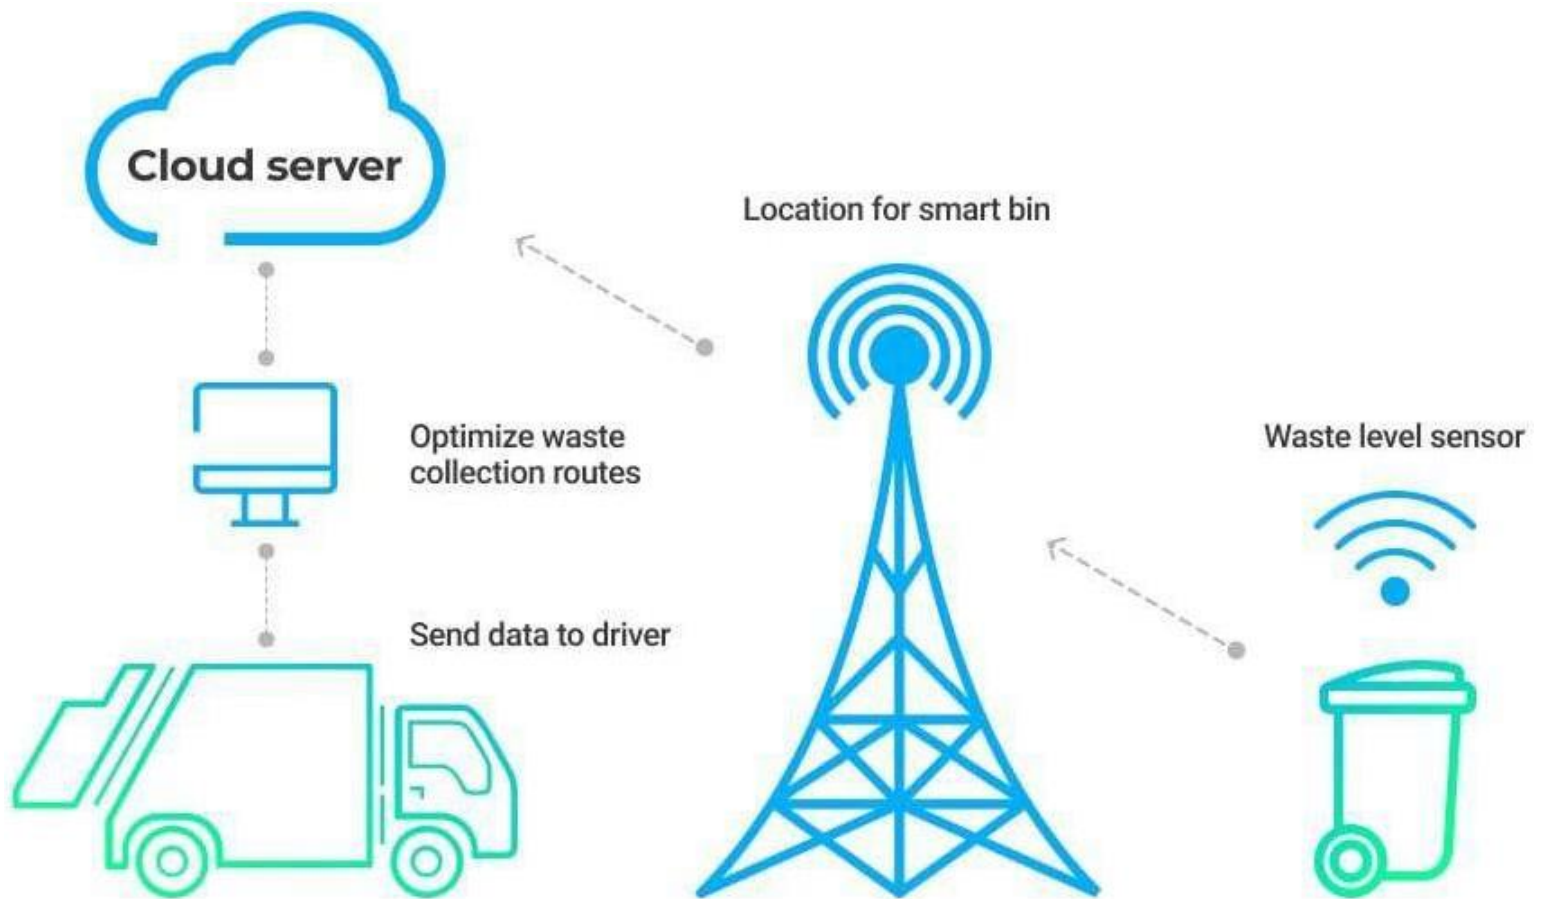 Cloud server
Location for smart bin
Optimize waste
collection routes
Waste level sensor
Send data to driver